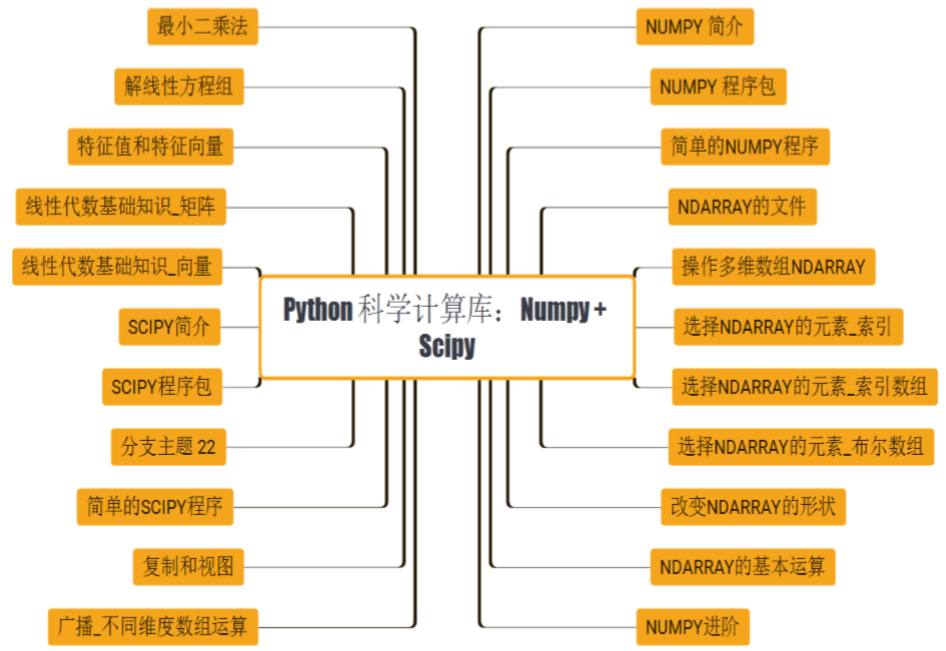 最小二乘法
解线性方程组
特征值和特征向量
线性代数基础知识_矩阵
线性代数基础知识_向量
SCIPY简介
SCIPY程序包
分支主题 22
简单的SCIPY程序
复制和视图
广播_不同维度数组运算
Python 科学计算库：Numpy +
Scipy
NUMPY 简介
NUMPY 程序包
简单的NUMPY程序
NDARRAY的文件
操作多维数组NDARRAY
选择NDARRAY的元素_索引
选择NDARRAY的元素_索引数组
选择NDARRAY的元素_布尔数组
改变NDARRAY的形状
NDARRAY的基本运算
NUMPY进阶